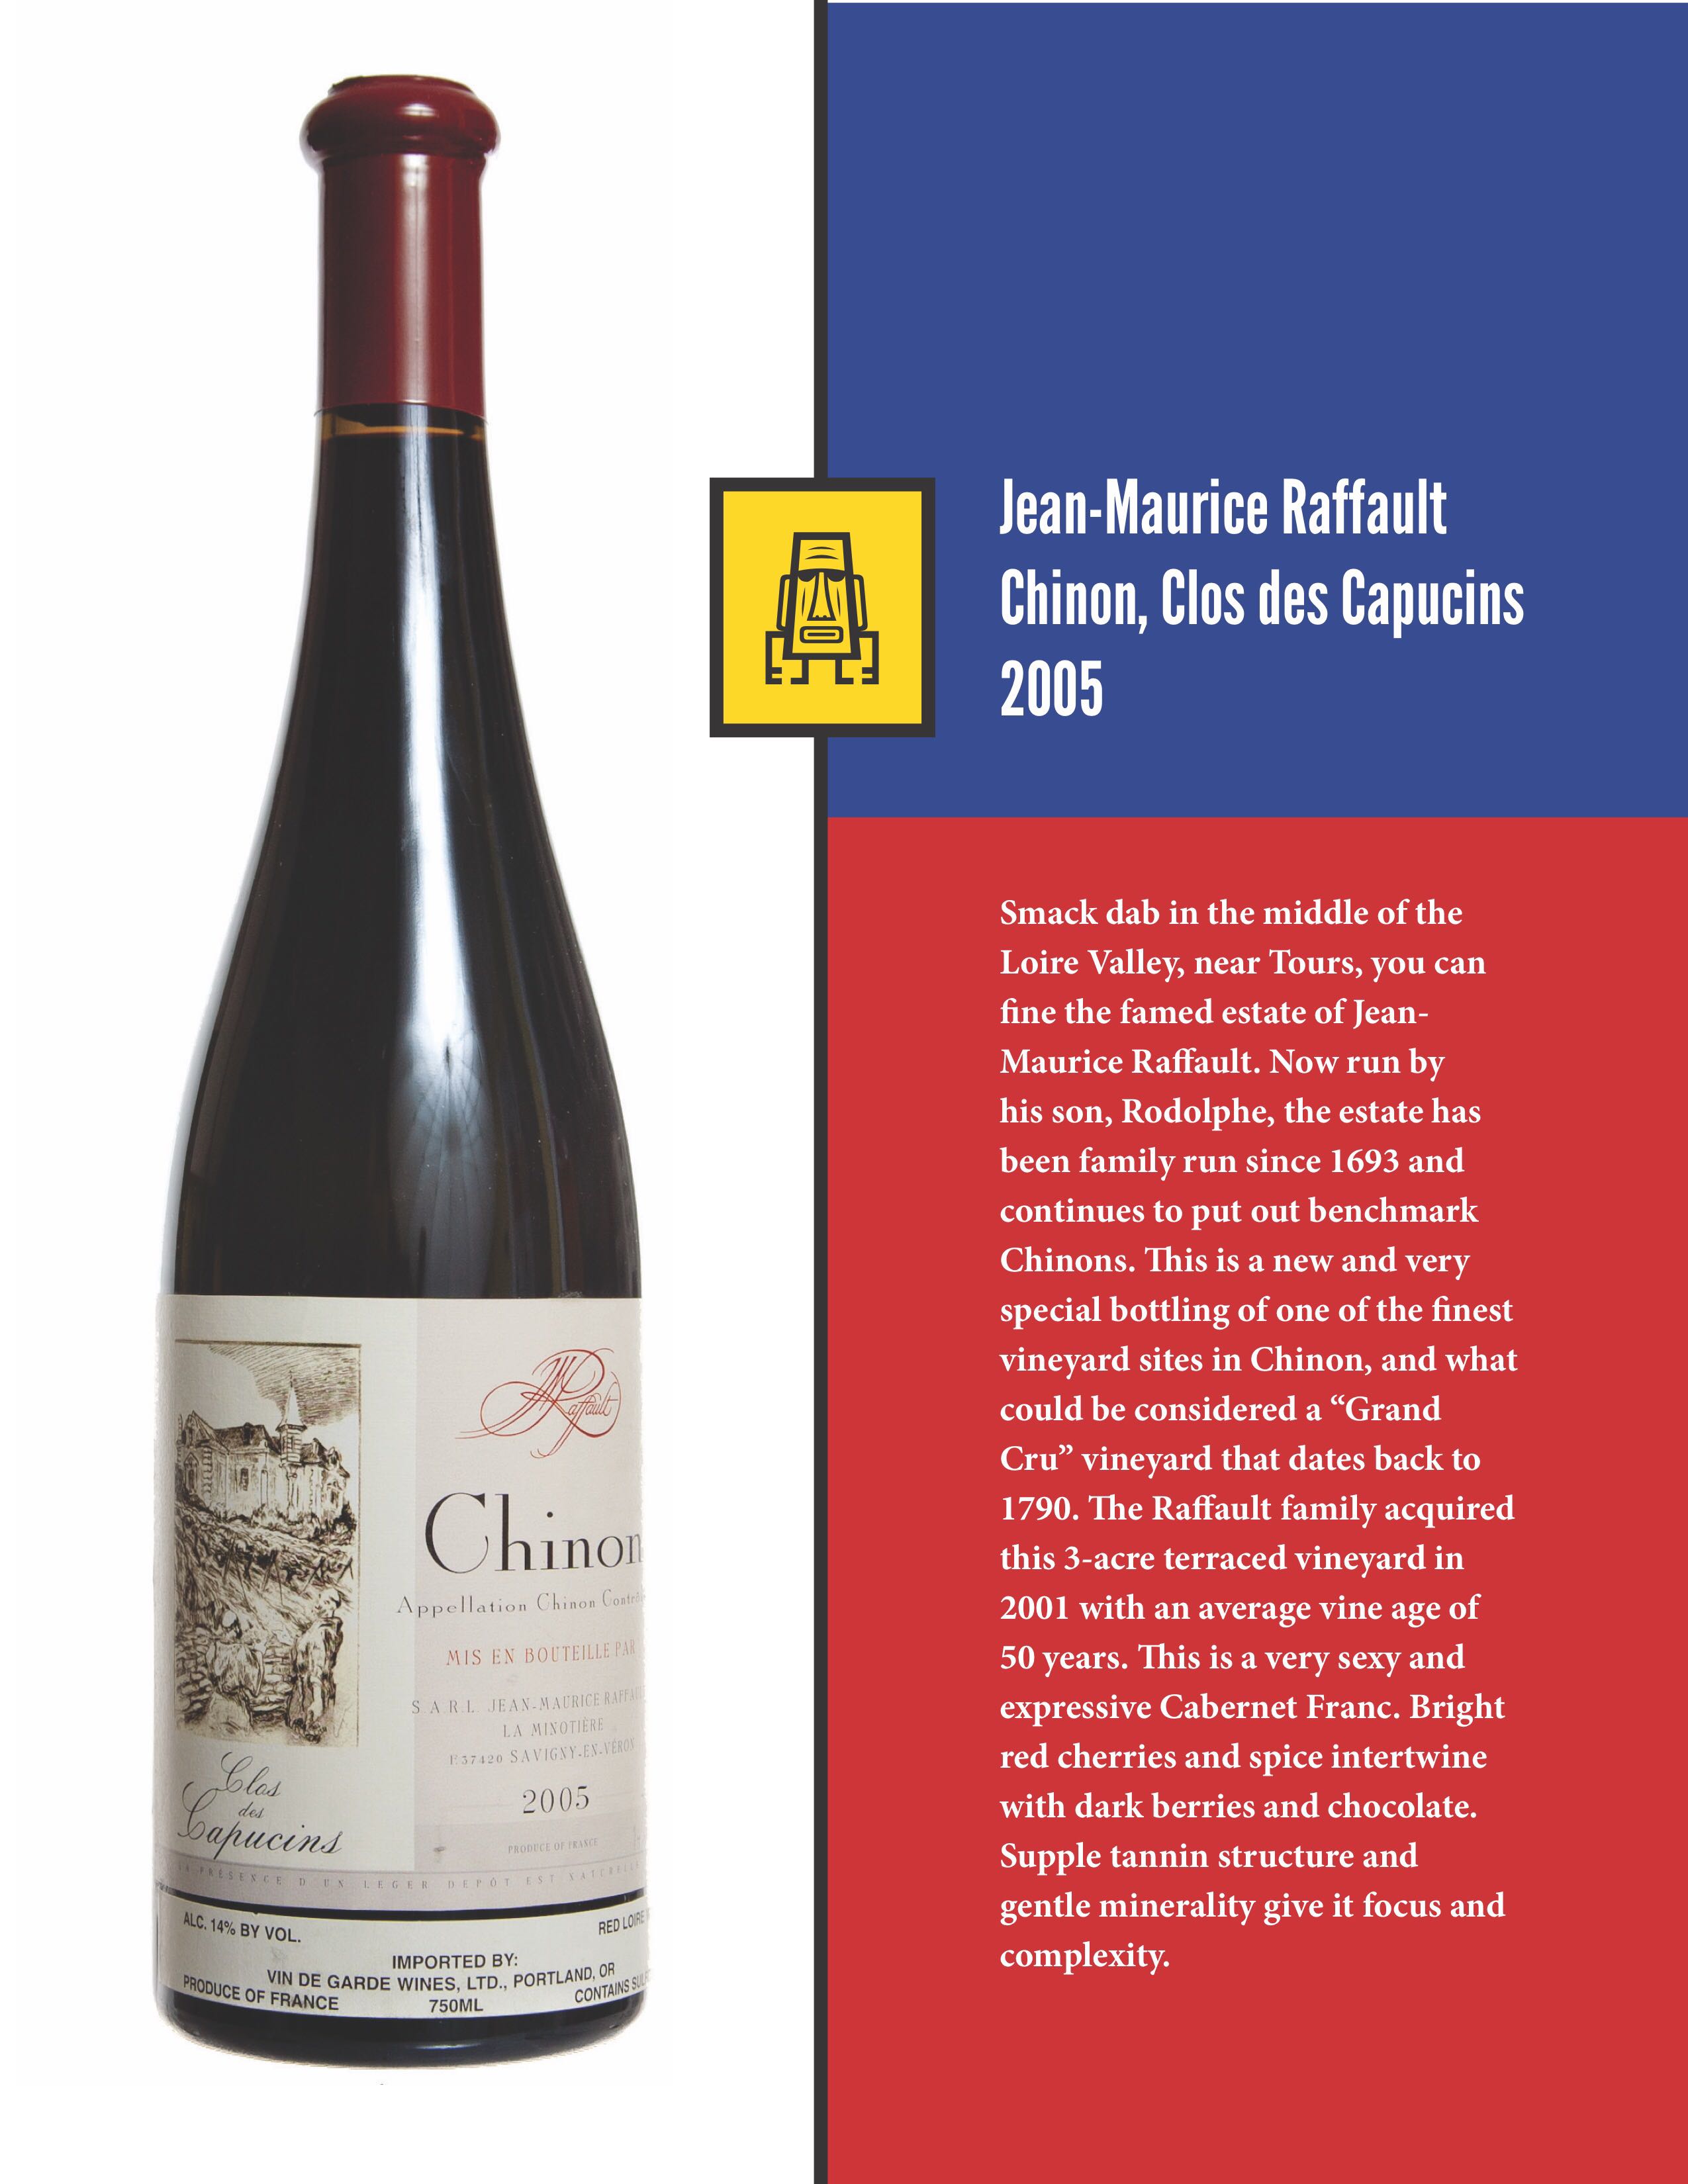 Jean-Maurice Raffault
Chinon, Clos des Capucins
2005
Smack dab in the middle of the
Loire Valley, near Tours, you can
fine the famed estate of Jean-
Maurice Raffault. Now run by
his son, Rodolphe, the estate has
been family run since 1693 and
continues to put out benchmark
Chinons. This is a new and very
special bottling of one of the finest
vineyard sites in Chinon, and what
could be considered a “Grand
Cru” vineyard that dates back to
1790. The Raffault family acquired
this 3-acre terraced vineyard in
2001 with an average vine age of
50 years. This is a very sexy and
expressive Cabernet Franc. Bright
red cherries and spice intertwine
with dark berries and chocolate.
Supple tannin structure and
gentle minerality give it focus and
complexity.
Raffault
Chinon
Appellation Chinon
MIS EN BOUTEILLE PAR
S.A.R.L. JEAN-MAURICE
LA MINOTIÈRE
F.37420 SAVIGNY-EN-VÉRON
2005
PRODUCE OF FRANCE
Clos
des
Capucins
PRÉSENCE D'UN LEGER DEPÔT EST
ALC. 14% BY VOL.
RED LOIRE
IMPORTED BY:
VIN DE GARDE WINES, LTD., PORTLAND, OR
PRODUCE OF FRANCE 750ML CONTAINS